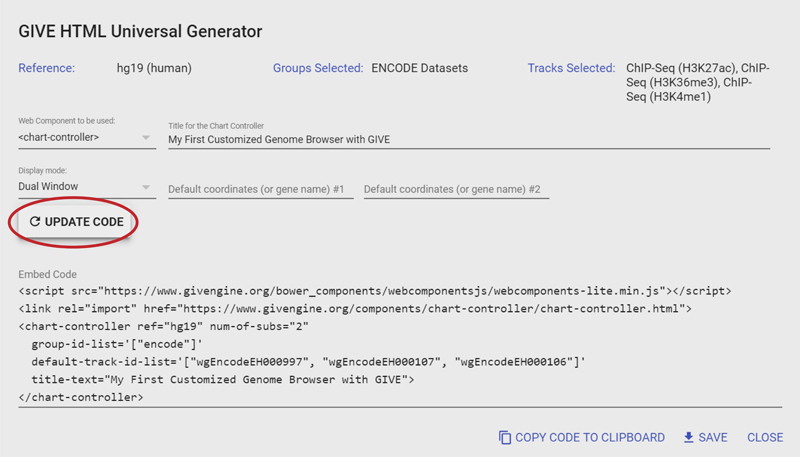 GIVE HTML Universal Generator
Reference: hg19 (human) Groups Selected: ENCODE Datasets Tracks Selected: ChIP-Seq (H3K27ac), ChIP-
Seq (H3K36me3), ChIP-
Seq (H3K4me1)
Web Component to be used: Title for the Chart Controller
<chart-controller> My First Customized Genome Browser with GIVE
Display mode:
Dual Window Default coordinates (or gene name) #1 Default coordinates (or gene name) #2
UPDATE CODE
Embed Code
<script src="https://www.givengine.org/bower_components/webcomponentsjs/webcomponents-lite.min.js"></script>
<link rel="import" href="https://www.givengine.org/components/chart-controller/chart-controller.html">
<chart-controller ref="hg19" num-of-subs="2"
group-id-list='["encode"]'
default-track-id-list='["wgEncodeEH000997", "wgEncodeEH000107", "wgEncodeEH000106"]'
title-text="My First Customized Genome Browser with GIVE">
</chart-controller>
COPY CODE TO CLIPBOARD SAVE CLOSE